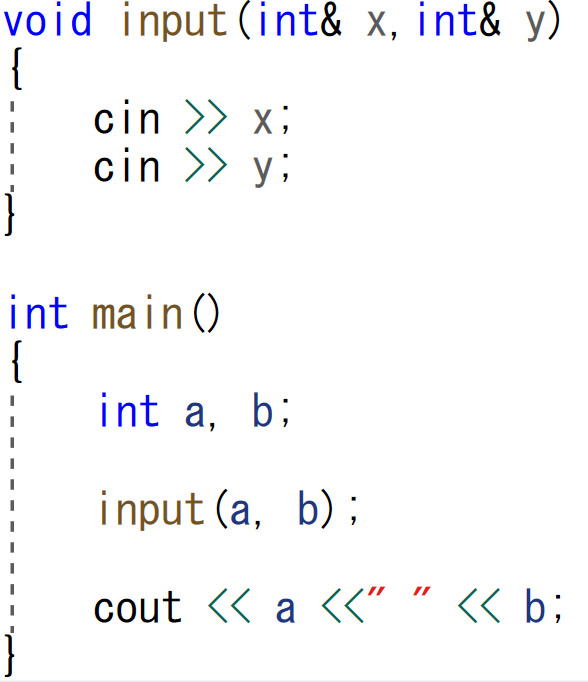 void input(int& x,int& y)
{
    cin >> x;
    cin >> y;
}
int main()
{
    int a, b;
    input(a, b);
    cout << a <<" " << b;
}